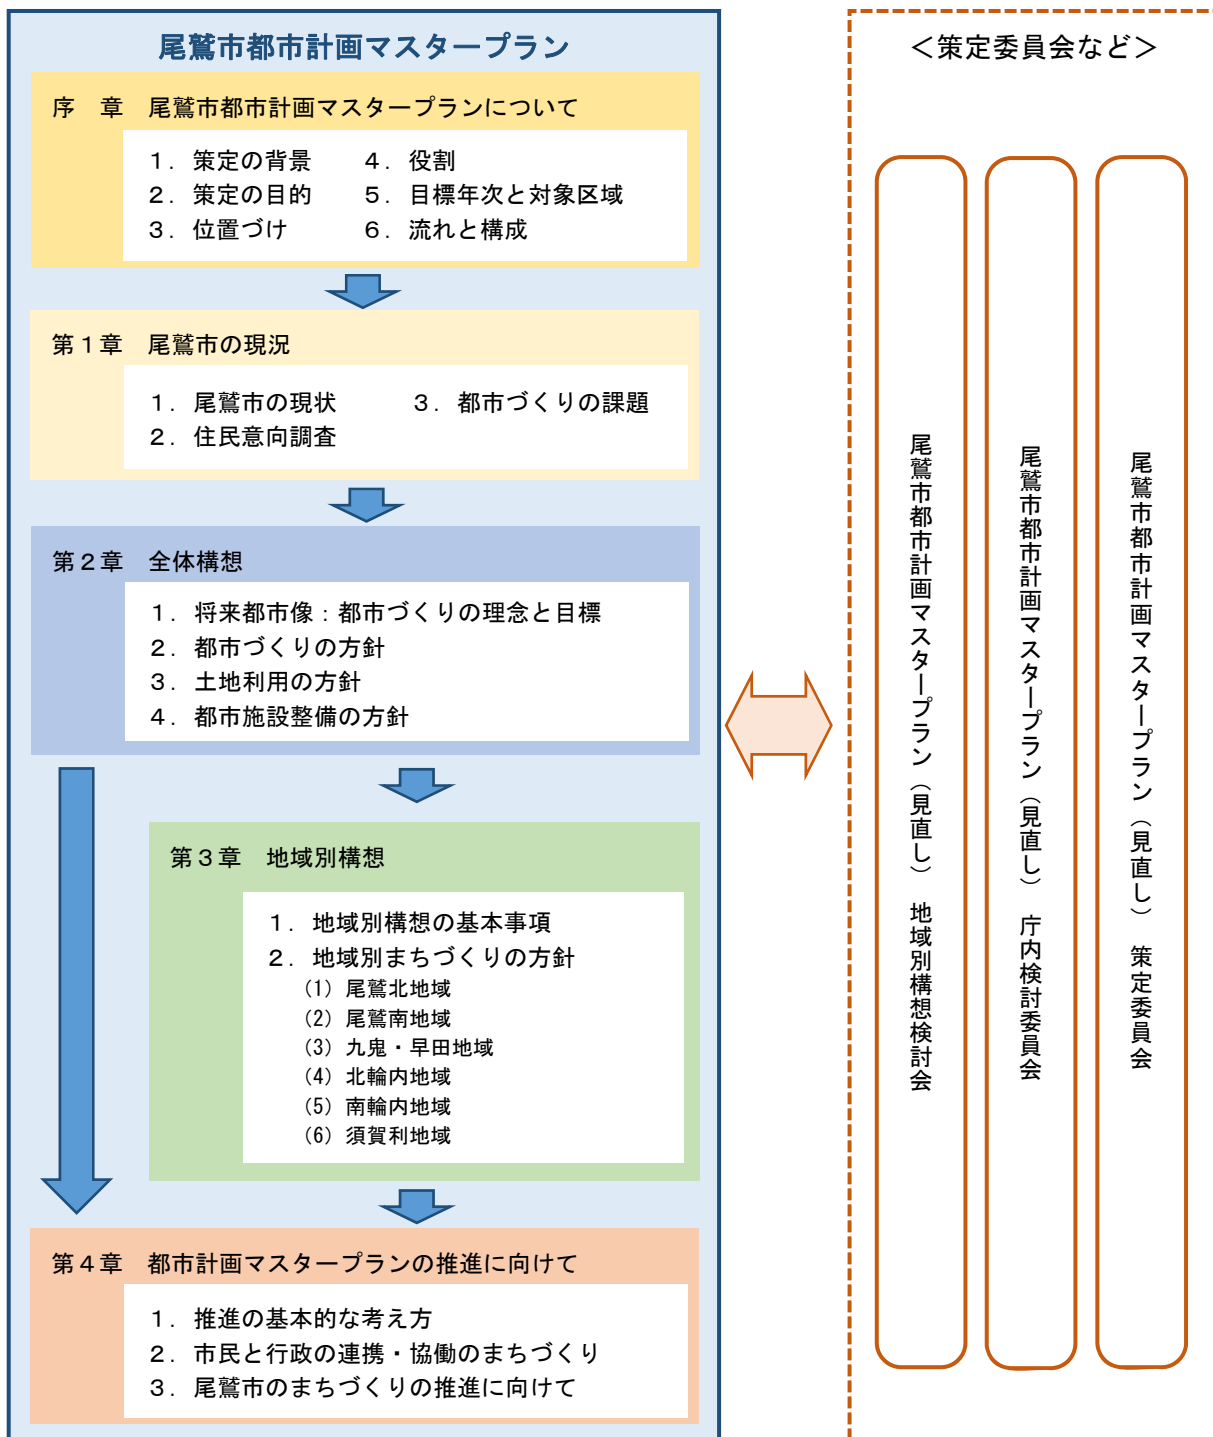 尾鷲市都市計画マスタープラン
序　章　尾鷲市都市計画マスタープランについて
１．策定の背景　４．役割
２．策定の目的　５．目標年次と対象区域
３．位置づけ　６．流れと構成
第１章　尾鷲市の現況
１．尾鷲市の現状　３．都市づくりの課題
２．住民意向調査
第２章　全体構想
１．将来都市像：都市づくりの理念と目標
２．都市づくりの方針
３．土地利用の方針
４．都市施設整備の方針
第３章　地域別構想
１．地域別構想の基本事項
２．地域別まちづくりの方針
(1) 尾鷲北地域
(2) 尾鷲南地域
(3) 九鬼・早田地域
(4) 北輪内地域
(5) 南輪内地域
(6) 須賀利地域
第４章　都市計画マスタープランの推進に向けて
１．推進の基本的な考え方
２．市民と行政の連携・協働のまちづくり
３．尾鷲市のまちづくりの推進に向けて
＜策定委員会など＞
尾鷲市都市計画マスタープラン（見直し）　策定委員会
尾鷲市都市計画マスタープラン（見直し）　庁内検討委員会
尾鷲市都市計画マスタープラン（見直し）　地域別構想検討会